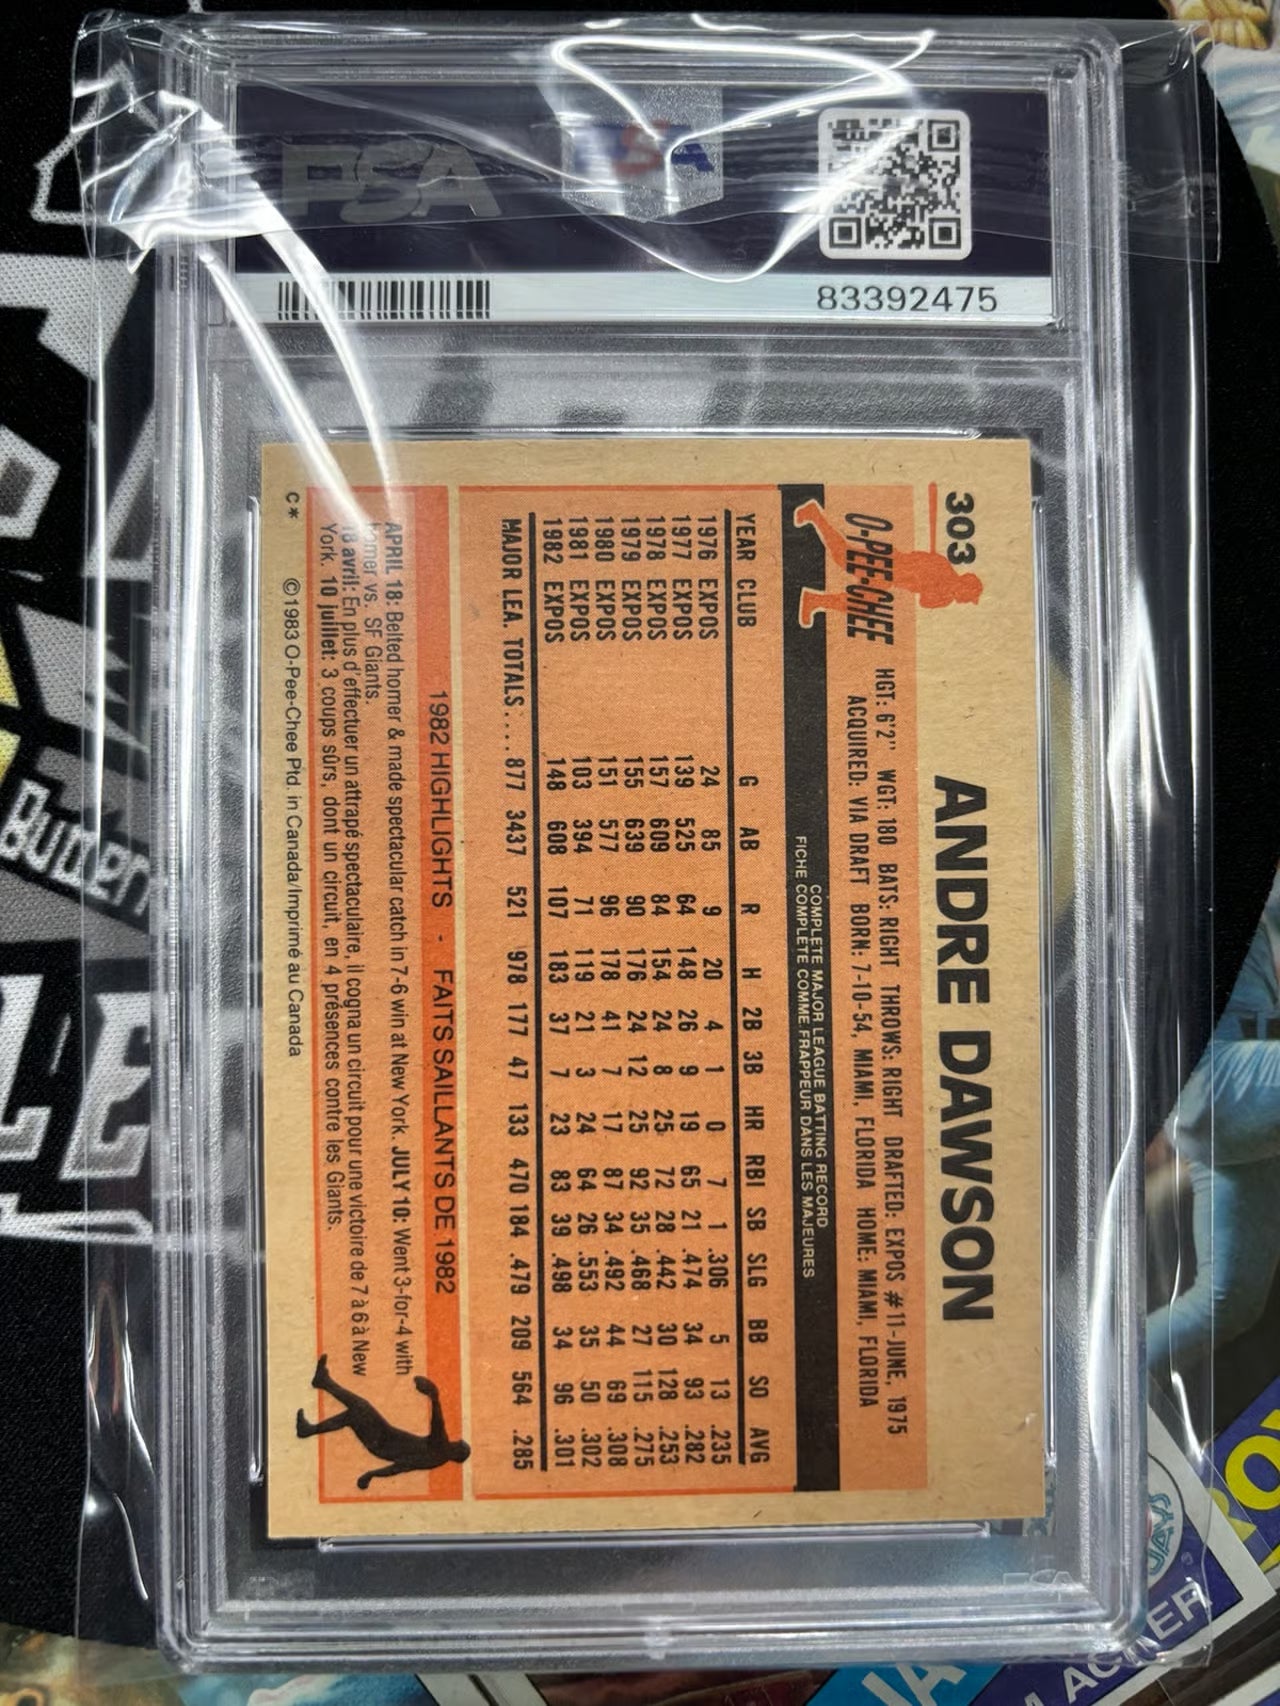 PSA
PSA
83392475
303
ANDRE DAWSON
O-PEE-CHEE
HGT: 6'2" WGT: 180 BATS: RIGHT THROWS: RIGHT DRAFTED: EXPOS #11-JUNE, 1975
ACQUIRED: VIA DRAFT BORN: 7-10-54, MIAMI, FLORIDA HOME: MIAMI, FLORIDA
COMPLETE MAJOR LEAGUE BATTING RECORD
FICHE COMPLÈTE COMME FRAPPEUR DANS LES MAJEURES
YEAR CLUB G AB R H 2B 3B HR RBI SB SLG BB SO AVG
1976 EXPOS 24 85 9 20 4 1 0 7 1 .306 5 13 .235
1977 EXPOS 139 525 64 148 26 9 19 65 21 .474 34 93 .282
1978 EXPOS 157 609 84 154 24 8 25 72 28 .442 30 128 .253
1979 EXPOS 155 639 90 176 24 12 25 92 35 .468 27 115 .275
1980 EXPOS 151 577 96 178 41 7 17 87 34 .492 44 69 .308
1981 EXPOS 103 394 71 119 21 3 24 64 26 .553 35 50 .302
1982 EXPOS 148 608 107 183 37 7 23 83 39 .498 34 96 .301
MAJOR LEA. TOTALS.... 877 3437 521 978 177 47 133 470 184 .479 209 564 .285
1982 HIGHLIGHTS - FAITS SAILLANTS DE 1982
APRIL 18: Belted homer & made spectacular catch in 7-6 win at New York. JULY 10: Went 3-for-4 with
homer vs. SF Giants.
18 avril: En plus d'effectuer un attrapé spectaculaire, il cogna un circuit pour une victoire de 7 à 6 à New
York. 10 juillet: 3 coups sûrs, dont un circuit, en 4 présences contre les Giants.
C* ©1983 O-Pee-Chee Ptd. in Canada/Imprimé au Canada